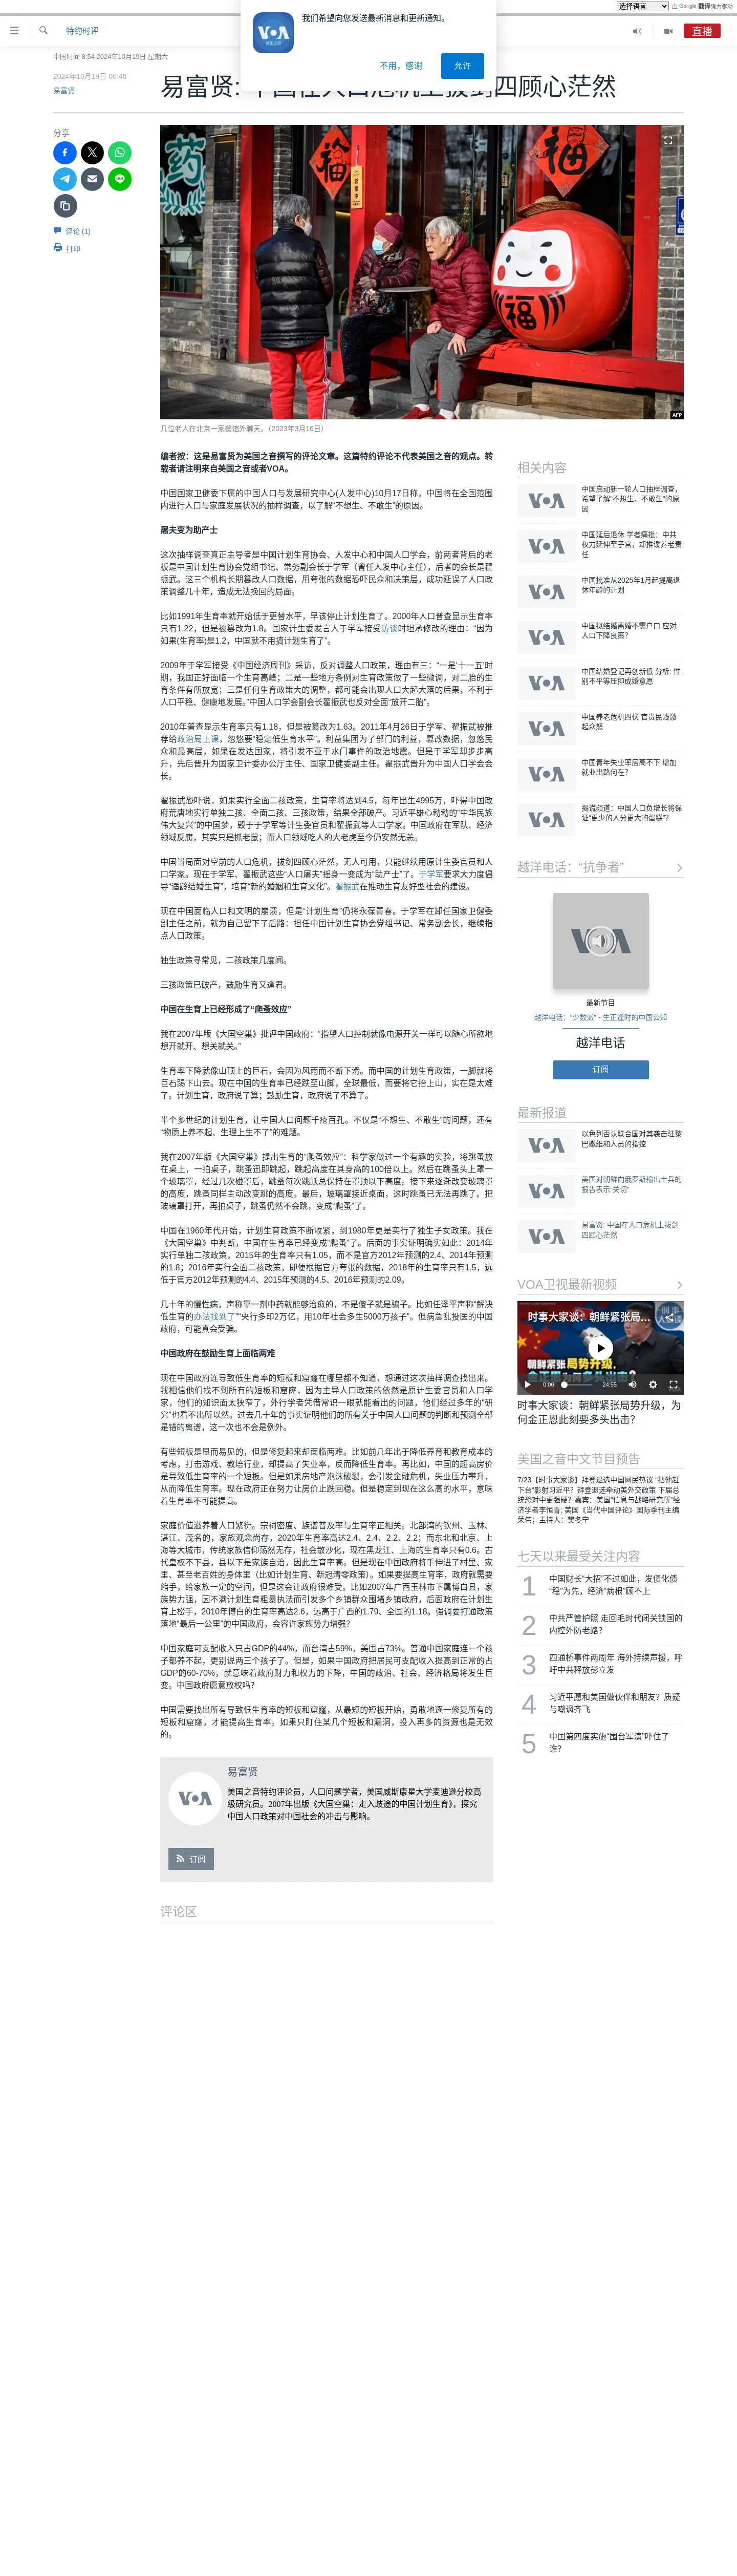 选择语言 由 Google 翻译强力驱动
我们希望向您发送最新消息和更新通知。
不用，感谢
允许
特约时评
直播
中国时间 8:54 2024年10月19日 星期六
2024年10月19日 06:46
易富贤
易富贤: 中国在人口危机上拔剑四顾心茫然
分享
评论 (1)
打印
药
福
福
福
AFP
几位老人在北京一家餐馆外聊天。（2023年3月16日）
编者按：这是易富贤为美国之音撰写的评论文章。这篇特约评论不代表美国之音的观点。转
载者请注明来自美国之音或者VOA。
中国国家卫健委下属的中国人口与发展研究中心(人发中心)10月17日称，中国将在全国范围
内进行人口与家庭发展状况的抽样调查，以了解“不想生、不敢生”的原因。
屠夫变为助产士
这次抽样调查真正主导者是中国计划生育协会、人发中心和中国人口学会，前两者背后的老
板是中国计划生育协会党组书记、常务副会长于学军（曾任人发中心主任），后者的会长是翟
振武。这三个机构长期篡改人口数据，用夸张的数据恐吓民众和决策层，成功延误了人口政
策调整几十年，造成无法挽回的局面。
比如1991年生育率就开始低于更替水平，早该停止计划生育了。2000年人口普查显示生育率
只有1.22，但是被篡改为1.8。国家计生委发言人于学军接受访谈时坦承修改的理由：“因为
如果(生育率)是1.2，中国就不用搞计划生育了”。
2009年于学军接受《中国经济周刊》采访，反对调整人口政策，理由有三：“一是‘十一五’时
期，我国正好面临一个生育高峰；二是一些地方条例对生育政策做了一些微调，对二胎的生
育条件有所放宽；三是任何生育政策大的调整，都可能会出现人口大起大落的后果，不利于
人口平稳、健康地发展。”中国人口学会副会长翟振武也反对全面“放开二胎”。
2010年普查显示生育率只有1.18，但是被篡改为1.63。2011年4月26日于学军、翟振武被推
荐给政治局上课，忽悠要“稳定低生育水平”。利益集团为了部门的利益，篡改数据，忽悠民
众和最高层，如果在发达国家，将引发不亚于水门事件的政治地震。但是于学军却步步高
升，先后晋升为国家卫计委办公厅主任、国家卫健委副主任。翟振武晋升为中国人口学会会
长。
翟振武恐吓说，如果实行全面二孩政策，生育率将达到4.5，每年出生4995万，吓得中国政
府荒唐地实行单独二孩、全面二孩、三孩政策，结果全部破产。习近平雄心勃勃的“中华民族
伟大复兴”的中国梦，毁于于学军等计生委官员和翟振武等人口学家。中国政府在军队、经济
领域反腐，其实只是抓老鼠；而人口领域吃人的大老虎至今仍安然无恙。
中国当局面对空前的人口危机，拔剑四顾心茫然，无人可用，只能继续用原计生委官员和人
口学家。现在于学军、翟振武这些“人口屠夫”摇身一变成为“助产士”了。于学军要求大力度倡
导“适龄结婚生育”，培育“新的婚姻和生育文化”。翟振武在推动生育友好型社会的建设。
现在中国面临人口和文明的崩溃，但是“计划生育”仍将永葆青春。于学军在卸任国家卫健委
副主任之前，就为自己留下了后路：担任中国计划生育协会党组书记、常务副会长，继续指
点人口政策。
独生政策寻常见，二孩政策几度闻。
三孩政策已破产，鼓励生育又逢君。
中国在生育上已经形成了“爬蚤效应”
我在2007年版《大国空巢》批评中国政府：“指望人口控制就像电源开关一样可以随心所欲地
想开就开、想关就关。”
生育率下降就像山顶上的巨石，会因为风雨而不断下滑。而中国的计划生育政策，一脚就将
巨石踢下山去。现在中国的生育率已经跌至山脚，全球最低，而要将它抬上山，实在是太难
了。计划生育，政府说了算；鼓励生育，政府说了不算了。
半个多世纪的计划生育，让中国人口问题千疮百孔。不仅是“不想生、不敢生”的问题，还有
“物质上养不起、生理上生不了”的难题。
我在2007年版《大国空巢》提出生育的“爬蚤效应”：科学家做过一个有趣的实验，将跳蚤放
在桌上，一拍桌子，跳蚤迅即跳起，跳起高度在其身高的100倍以上。然后在跳蚤头上罩一
个玻璃罩，经过几次碰罩后，跳蚤每次跳跃总保持在罩顶以下高度。接下来逐渐改变玻璃罩
的高度，跳蚤同样主动改变跳的高度。最后，玻璃罩接近桌面，这时跳蚤已无法再跳了。把
玻璃罩打开，再拍桌子，跳蚤仍然不会跳，变成“爬蚤”了。
中国在1960年代开始，计划生育政策不断收紧，到1980年更是实行了独生子女政策。我在
《大国空巢》中判断，中国在生育率已经变成“爬蚤”了。后面的事实证明确实如此：2014年
实行单独二孩政策，2015年的生育率只有1.05，而不是官方2012年预测的2.4、2014年预测
的1.8；2016年实行全面二孩政策，即便根据官方夸张的数据，2018年的生育率只有1.5，远
低于官方2012年预测的4.4、2015年预测的4.5、2016年预测的2.09。
几十年的慢性病，声称靠一剂中药就能够治愈的，不是傻子就是骗子。比如任泽平声称“解决
低生育的办法找到了”“央行多印2万亿，用10年社会多生5000万孩子”。但病急乱投医的中国
政府，可能真会受骗。
中国政府在鼓励生育上面临两难
现在中国政府连导致低生育率的短板和窟窿在哪里都不知道，想通过这次抽样调查找出来。
我相信他们找不到所有的短板和窟窿，因为主导人口政策的依然是原计生委官员和人口学
家，他们的知识面太狭窄了，外行学者凭借常识一眼就能看出的问题，他们经过多年的“研
究”也看不出所以然。过去几十年的事实证明他们的所有关于中国人口问题的判断和预测全部
是错的离谱，这一次也不会是例外。
有些短板是显而易见的，但是修复起来却面临两难。比如前几年出于降低养育和教育成本的
考虑，打击游戏、教培行业，却提高了失业率，反而降低生育率。再比如，中国的超高房价
是导致低生育率的一个短板。但是如果房地产泡沫破裂，会引发金融危机，失业压力攀升，
从而降低生育率。现在政府正在努力让房价止跌回稳。但是稳定到现在这么高的水平，意味
着生育率不可能提高。
家庭价值滋养着人口繁衍。宗祠密度、族谱普及率与生育率正相关。北部湾的钦州、玉林、
湛江、茂名的，家族观念尚存，2020年生育率高达2.4、2.4、2.2、2.2；而东北和北京、上
海等大城市，传统家族信仰荡然无存，社会散沙化，现在黑龙江、上海的生育率只有0.6。古
代皇权不下县，县以下是家族自治，因此生育率高。但是现在中国政府将手伸进了村里、家
里、甚至老百姓的身体里（比如计划生育、新冠清零政策）。如果要提高生育率，政府就需要
缩手，给家族一定的空间，但是这会让政府很难受。比如2007年广西玉林市下属博白县，家
族势力强，因不满计划生育粗暴执法而引发多个乡镇群众围堵乡镇政府，后面政府在计划生
育上松手，2010年博白的生育率高达2.6，远高于广西的1.79、全国的1.18。强调要打通政策
落地“最后一公里”的中国政府，会容许家族势力增强？
中国家庭可支配收入只占GDP的44%，而台湾占59%，美国占73%。普通中国家庭连一个孩
子都养不起，更别说两三个孩子了。但是，如果中国政府把居民可支配收入提高到正常的占
GDP的60-70%，就意味着政府财力和权力的下降，中国的政治、社会、经济格局将发生巨
变。中国政府愿意放权吗？
中国需要找出所有导致低生育率的短板和窟窿，从最短的短板开始，勇敢地逐一修复所有的
短板和窟窿，才能提高生育率。如果只盯住某几个短板和漏洞，投入再多的资源也是无效
的。
易富贤
美国之音特约评论员，人口问题学者，美国威斯康星大学麦迪逊分校高
级研究员。2007年出版《大国空巢：走入歧途的中国计划生育》，探究
中国人口政策对中国社会的冲击与影响。
订阅
评论区
相关内容
中国启动新一轮人口抽样调查，
希望了解“不想生、不敢生”的原
因
中国延后退休 学者痛批：中共
权力延伸至子宫，却推诿养老责
任
中国批准从2025年1月起提高退
休年龄的计划
中国拟结婚离婚不需户口 应对
人口下降良策？
中国结婚登记再创新低 分析: 性
别不平等压抑成婚意愿
中国养老危机四伏 官贵民贱激
起众怒
中国青年失业率居高不下 增加
就业出路何在？
揭谎频道：中国人口负增长将保
证“更少的人分更大的蛋糕”？
越洋电话：“抗争者”
最新节目
越洋电话：“少数派” - 生正逢时的中国公知
越洋电话
订阅
最新报道
以色列否认联合国对其袭击驻黎
巴嫩维和人员的指控
美国对朝鲜向俄罗斯输出士兵的
报告表示“关切”
易富贤: 中国在人口危机上拔剑
四顾心茫然
VOA卫视最新视频
时事大家谈：朝鲜紧张局...
朝鲜紧张局势升级，
0:00 24:55
时事大家谈：朝鲜紧张局势升级，为
何金正恩此刻要多头出击？
美国之音中文节目预告
7/23【时事大家谈】拜登退选中国网民热议 “把他赶
下台”影射习近平？拜登退选牵动美外交政策 下届总
统恐对中更强硬？嘉宾：美国“信息与战略研究所”经
济学者李恒青; 美国《当代中国评论》国际季刊主编
荣伟；主持人：樊冬宁
七天以来最受关注内容
1 中国财长“大招”不过如此，发债化债
“稳”为先，经济“病根”顾不上
2 中共严管护照 走回毛时代闭关锁国的
内控外防老路？
3 四通桥事件两周年 海外持续声援，呼
吁中共释放彭立发
4 习近平愿和美国做伙伴和朋友？质疑
与嘲讽齐飞
5 中国第四度实施“围台军演”吓住了
谁？